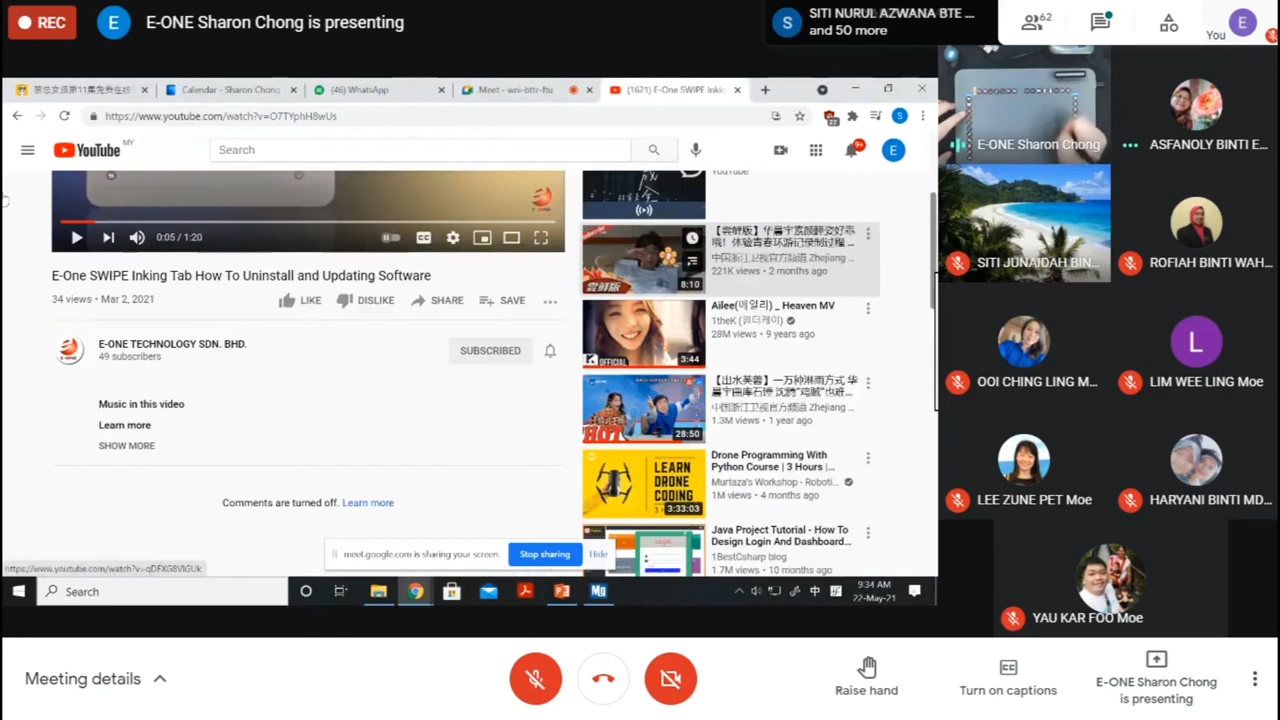 REC
E
E-ONE Sharon Chong is presenting
S
SITI NURUL AZWANA BTE ...
and 50 more
62
You
E
Calendar - Sharon Chong
(46) WhatsApp
Meet - wni-bttr-ftu
(1621) E-One SWIPE Inkin
https://www.youtube.com/watch?v=O7TYphH8wUs
27
S
YouTube
MY
Search
9+
E
0:05 / 1:20
E-One SWIPE Inking Tab How To Uninstall and Updating Software
34 views • Mar 2, 2021
LIKE
DISLIKE
SHARE
SAVE
E-ONE TECHNOLOGY SDN. BHD.
49 subscribers
SUBSCRIBED
Music in this video
Learn more
SHOW MORE
Comments are turned off. Learn more
YouTube
221K views • 2 months ago
8:10
Ailee(에일리) _ Heaven MV
1theK (원더케이)
28M views • 9 years ago
OFFICIAL
3:44
1.3M views • 1 year ago
HOT
28:50
Drone Programming With
Python Course | 3 Hours |...
Murtaza's Workshop - Roboti...
1M views • 4 months ago
LEARN
DRONE
CODING
3:33:03
Java Project Tutorial - How To
Design Login And Dashboard...
1BestCsharp blog
1.7M views • 10 months ago
meet.google.com is sharing your screen.
Stop sharing
Hide
https://www.youtube.com/watch?v=qDFXG8VlGUk
Search
Mp
中
9:34 AM
22-May-21
E-ONE Sharon Chong
ASFANOLY BINTI E...
SITI JUNAIDAH BIN...
ROFIAH BINTI WAH...
OOI CHING LING M...
L
LIM WEE LING Moe
LEE ZUNE PET Moe
HARYANI BINTI MD...
YAU KAR FOO Moe
Meeting details
Raise hand
Turn on captions
E-ONE Sharon Chong
is presenting